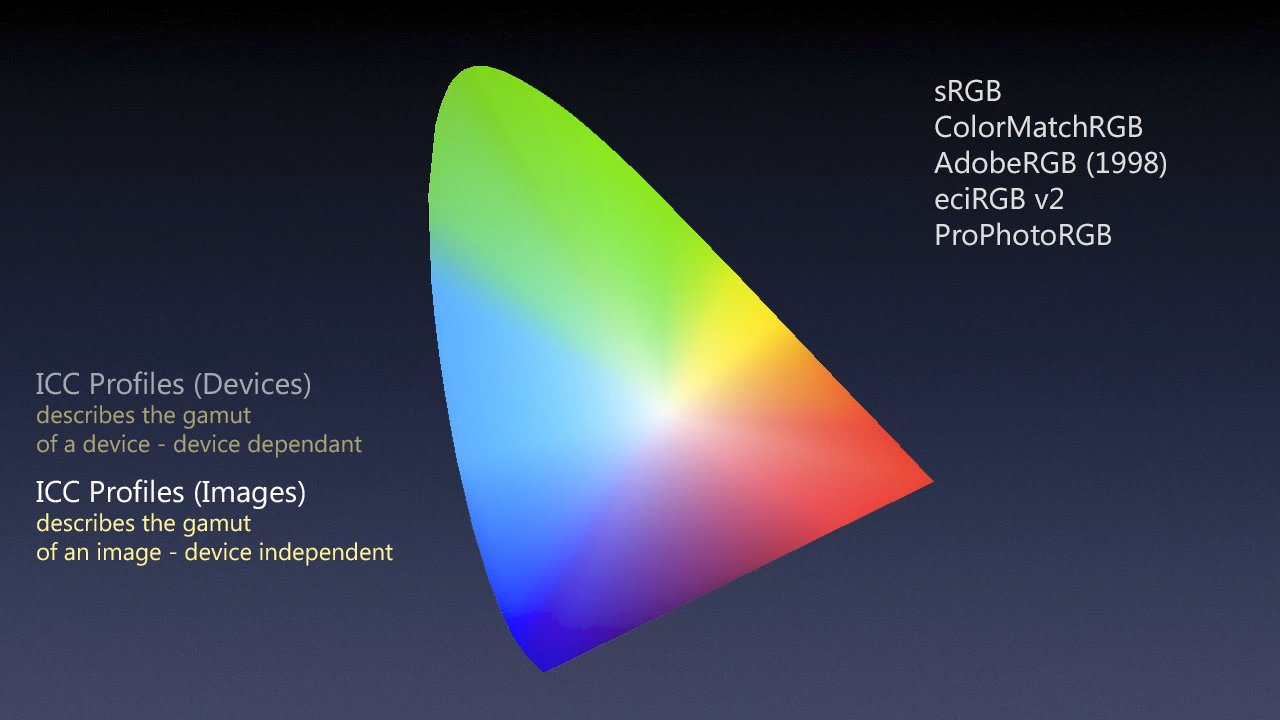 sRGB
ColorMatchRGB
AdobeRGB (1998)
eciRGB v2
ProPhotoRGB
ICC Profiles (Devices)
describes the gamut
of a device - device dependant
ICC Profiles (Images)
describes the gamut
of an image - device independent